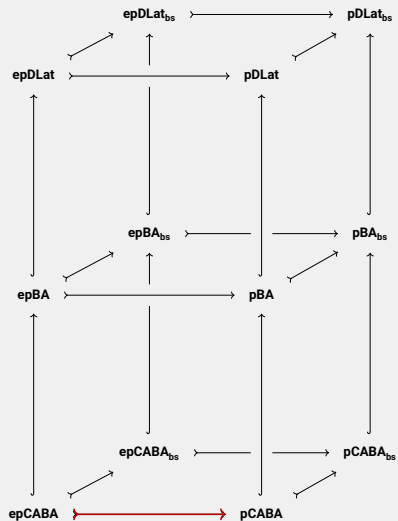 epDLat_bs pDLat_bs
epDLat pDLat
epBA_bs pBA_bs
epBA pBA
epCABA_bs pCABA_bs
epCABA pCABA